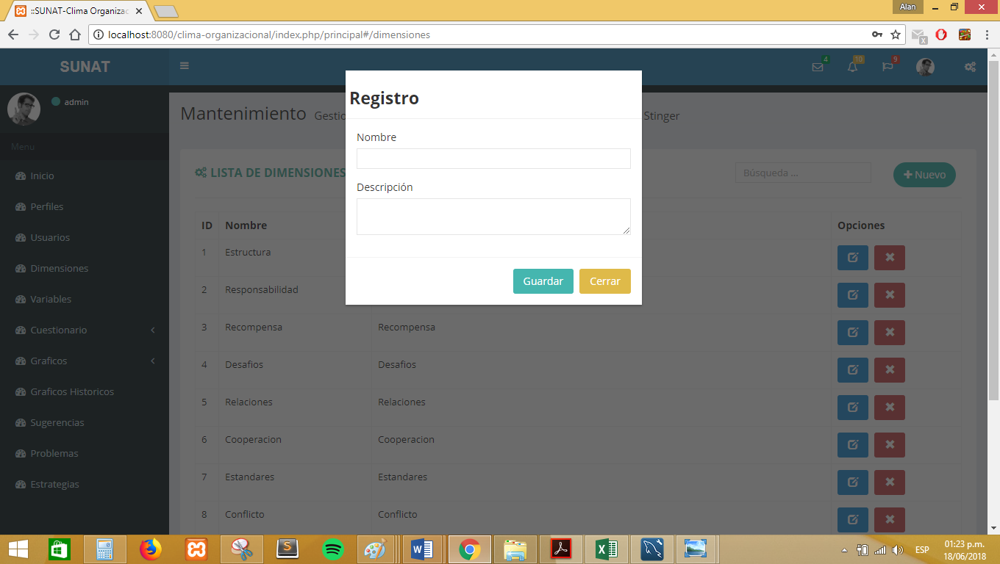 ::SUNAT-Clima Organizac
Alan
localhost:8080/clima-organizacional/index.php/principal#/dimensiones
SUNAT
4
10
9
admin
Menu
Inicio
Perfiles
Usuarios
Dimensiones
Variables
Cuestionario
Graficos
Graficos Historicos
Sugerencias
Problemas
Estrategias
Mantenimiento Gestio Stinger
LISTA DE DIMENSIONES
Búsqueda ...
Nuevo
Registro
Nombre
Descripción
Guardar Cerrar
ID Nombre Opciones
1 Estructura
2 Responsabilidad
3 Recompensa Recompensa
4 Desafios Desafios
5 Relaciones Relaciones
6 Cooperacion Cooperacion
7 Estandares Estandares
8 Conflicto Conflicto
ESP
01:23 p.m.
18/06/2018